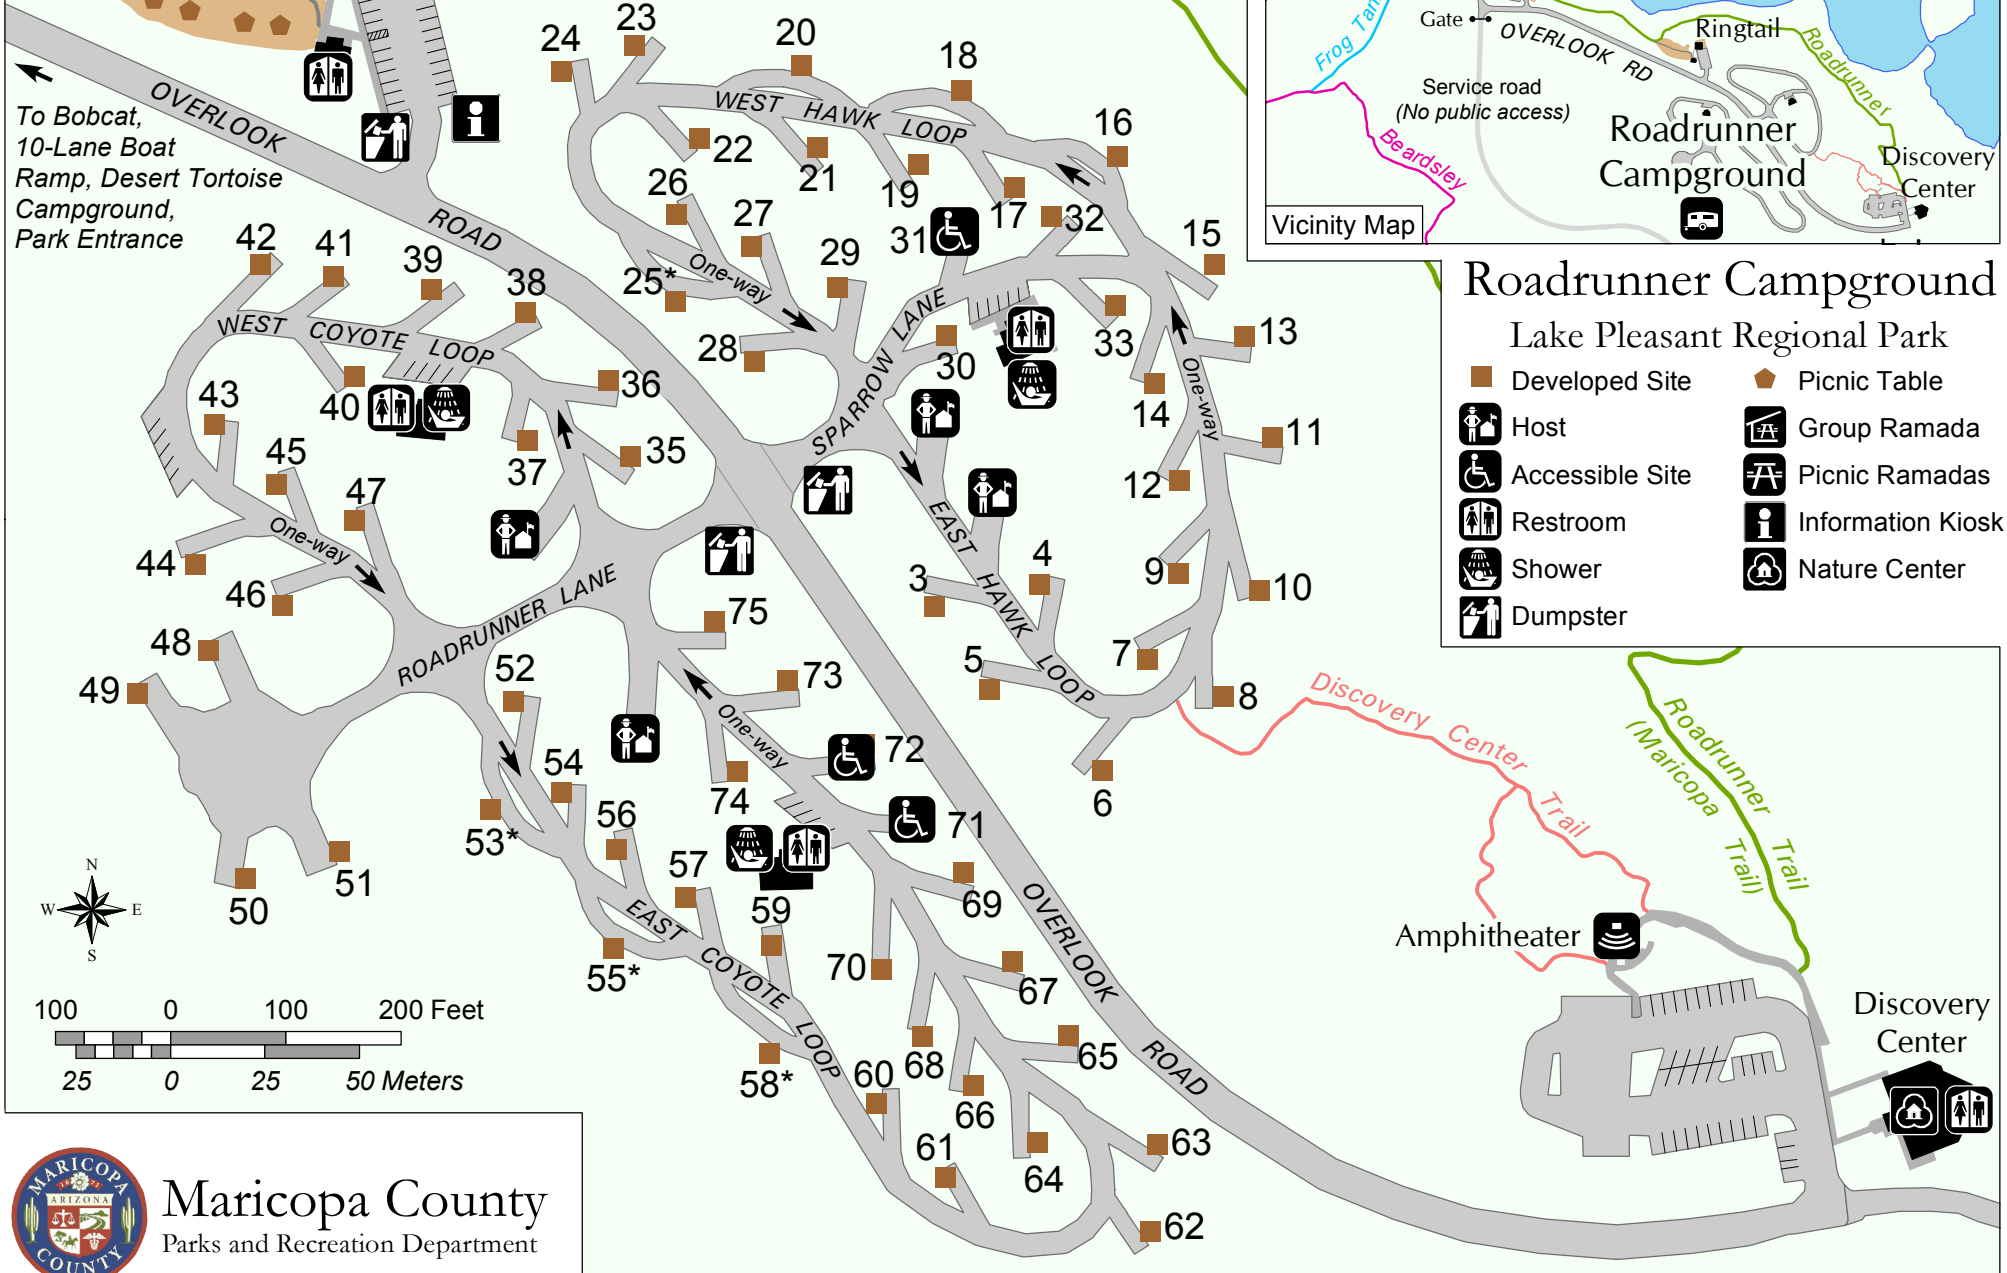 Roadrunner Campground
Lake Pleasant Regional Park
Developed Site
Host
Accessible Site
Restroom
Shower
Dumpster
Picnic Table
Group Ramada
Picnic Ramadas
Information Kiosk
Nature Center
Gate
OVERLOOK RD
Ringtail
Roadrunner
Service road
(No public access)
Beardsley
Roadrunner
Campground
Discovery
Center
Vicinity Map
To Bobcat,
10-Lane Boat
Ramp, Desert Tortoise
Campground,
Park Entrance
OVERLOOK
ROAD
WEST HAWK LOOP
One-way
SPARROW LANE
One-way
EAST HAWK LOOP
WEST COYOTE LOOP
One-way
ROADRUNNER LANE
One-way
EAST COYOTE LOOP
OVERLOOK
ROAD
Discovery Center
Trail
Roadrunner Trail
(Maricopa
Trail)
Amphitheater
Discovery
Center
23
24
20
18
16
22
21
19
17
26
27
29
31
32
15
25*
28
30
33
14
13
11
12
9
10
7
8
3
4
5
6
42
41
39
38
40
36
35
37
43
45
47
44
46
48
49
50
51
52
53*
54
56
57
55*
59
58*
60
61
62
63
64
65
66
67
68
69
70
71
72
73
74
75
N
W
E
S
100 0 100 200 Feet
25 0 25 50 Meters
MARICOPA
ARIZONA
COUNTY
Maricopa County
Parks and Recreation Department